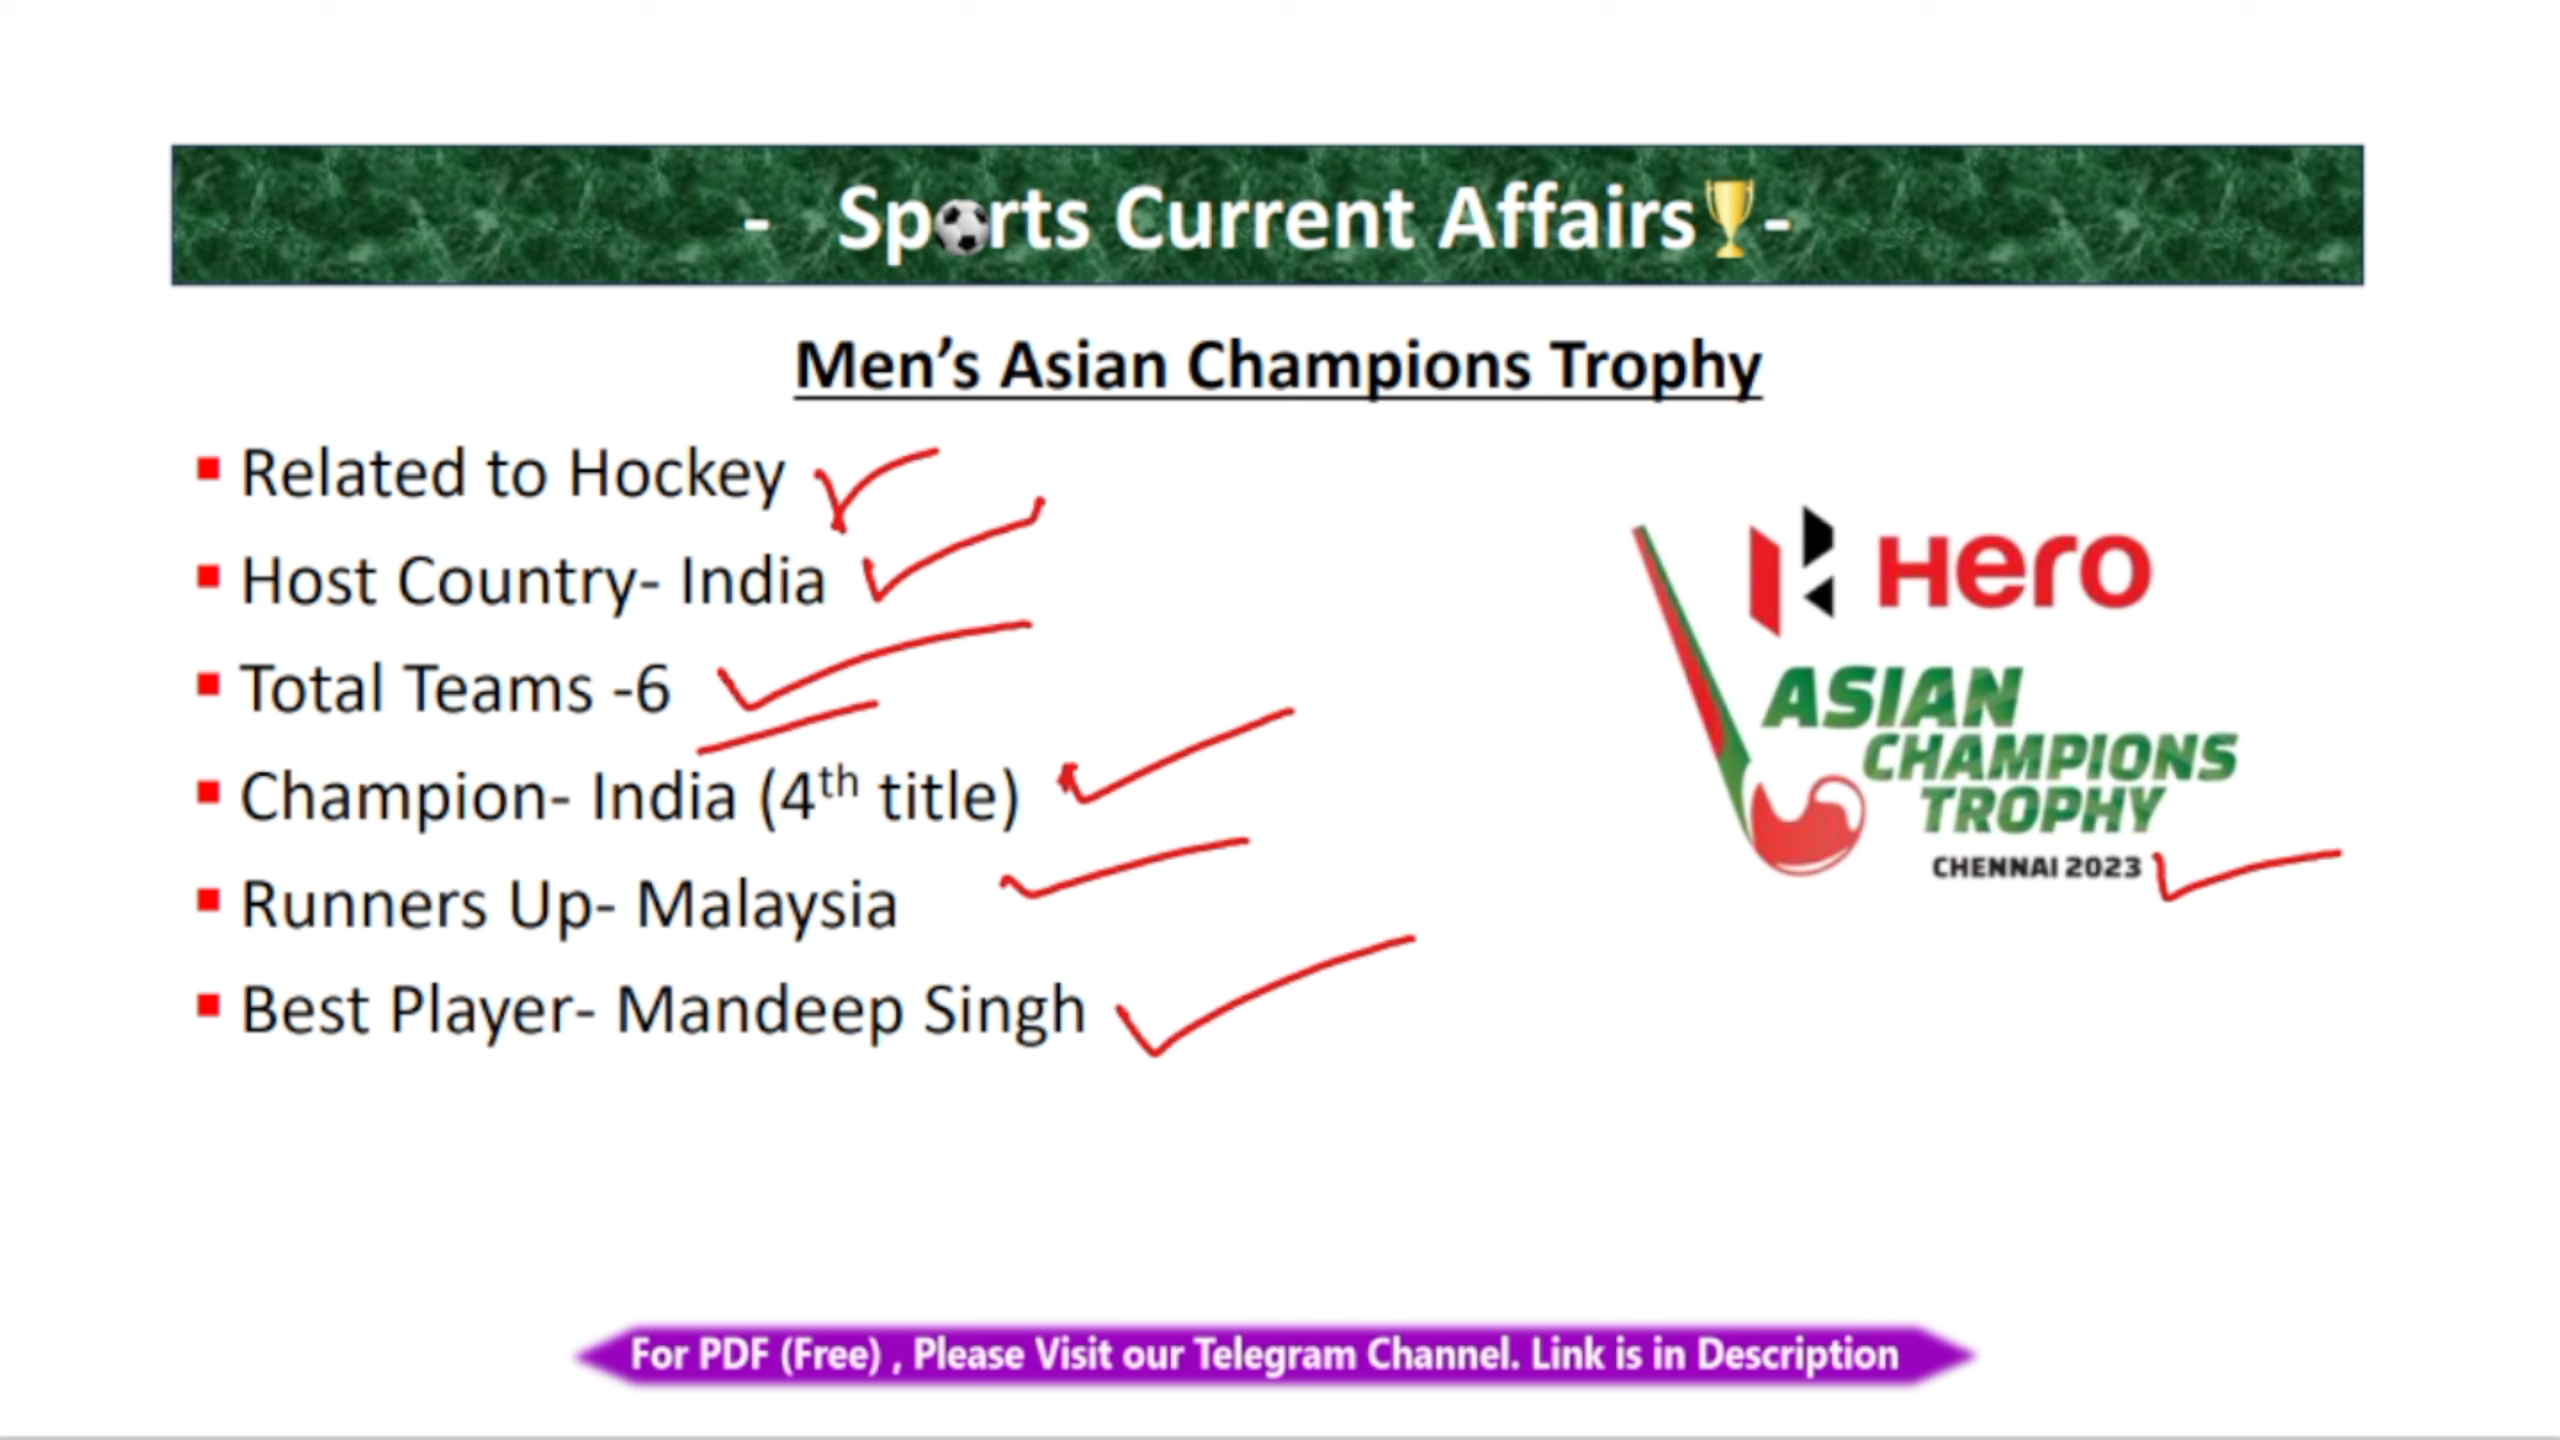 - Sports Current Affairs🏆-
Men’s Asian Champions Trophy
Related to Hockey
Host Country- India
Total Teams -6
Champion- India (4th title)
Runners Up- Malaysia
Best Player- Mandeep Singh
Hero
ASIAN
CHAMPIONS
TROPHY
CHENNAI 2023
For PDF (Free) , Please Visit our Telegram Channel. Link is in Description